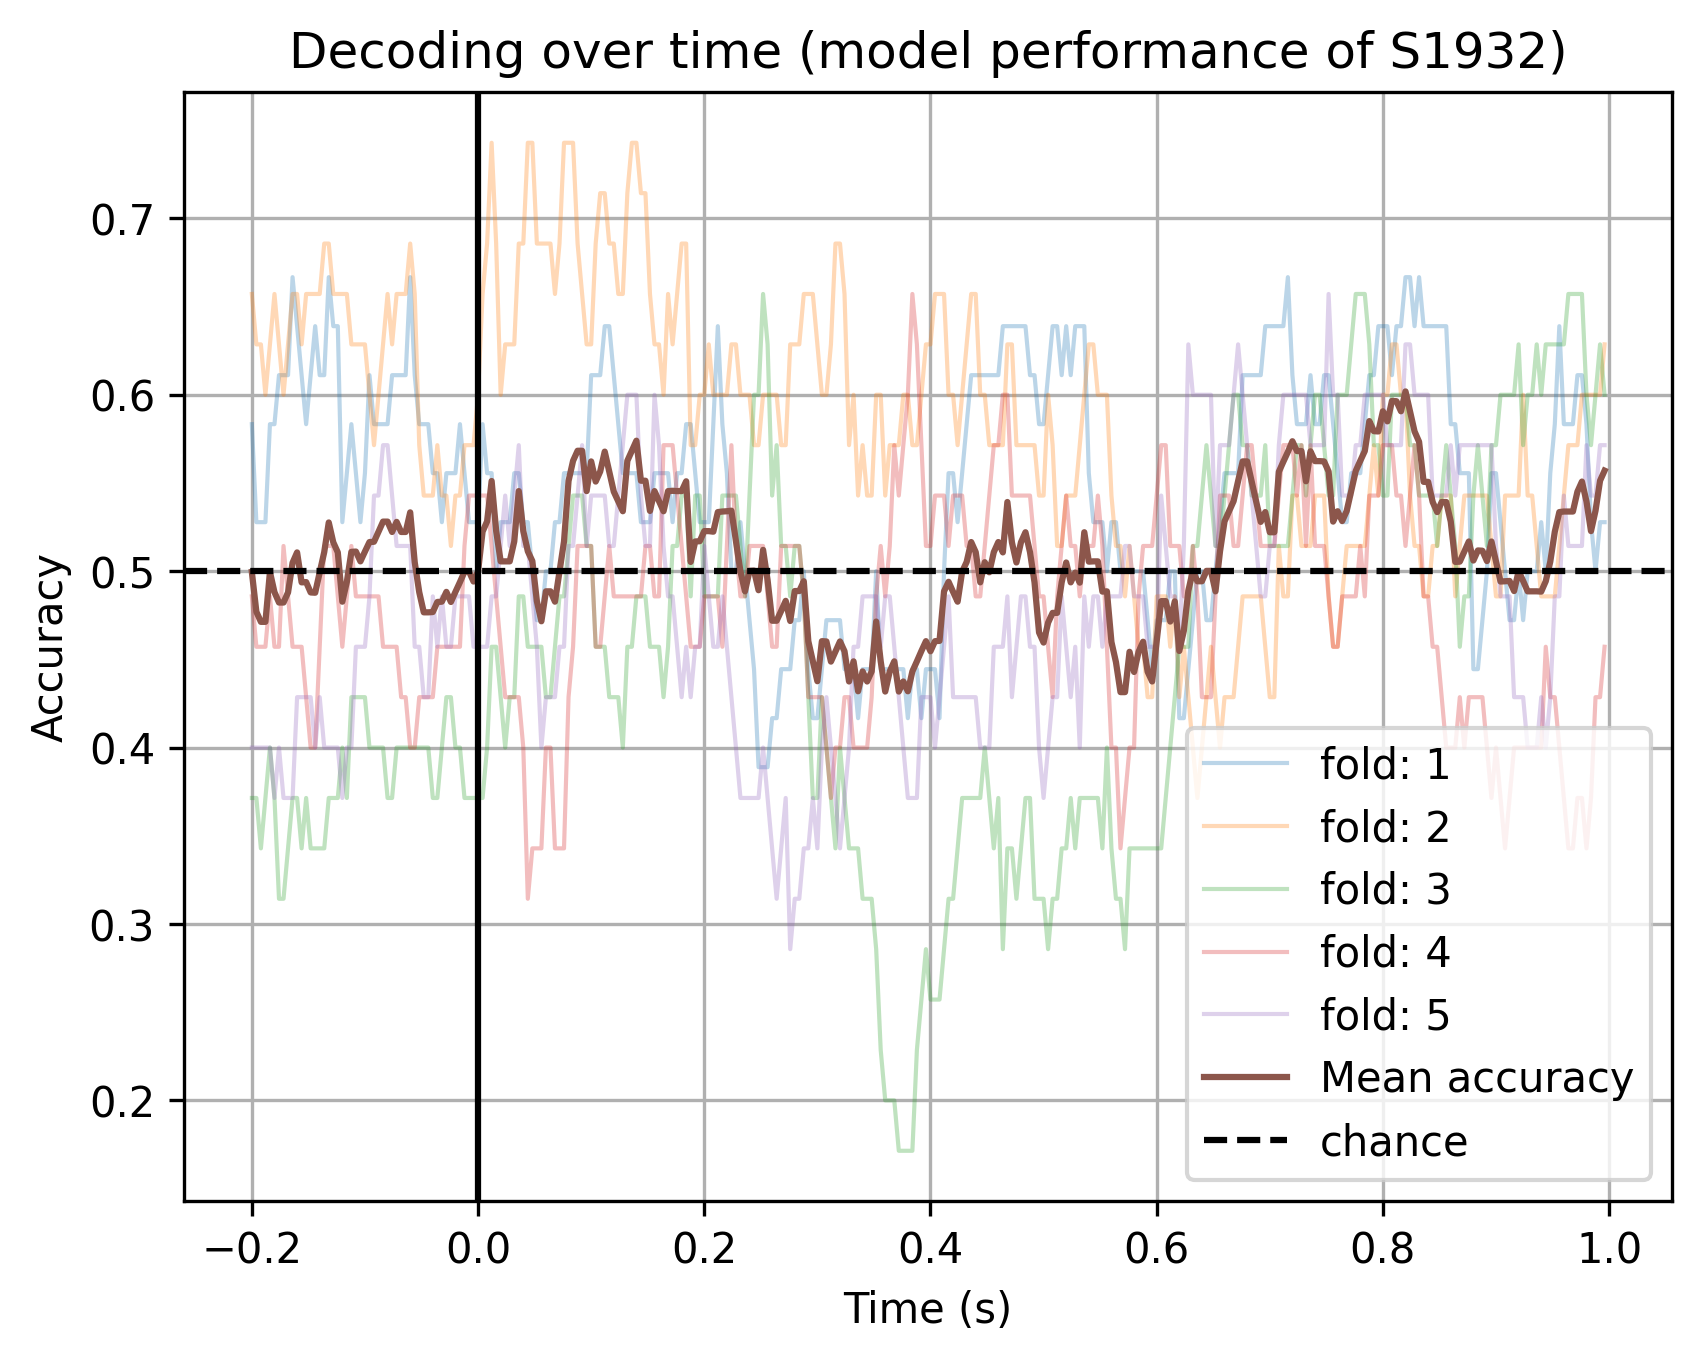 Decoding over time (model performance of S1932)
Accuracy
0.7
0.6
0.5
0.4
0.3
0.2
−0.2 0.0 0.2 0.4 0.6 0.8 1.0
Time (s)
fold: 1
fold: 2
fold: 3
fold: 4
fold: 5
Mean accuracy
chance